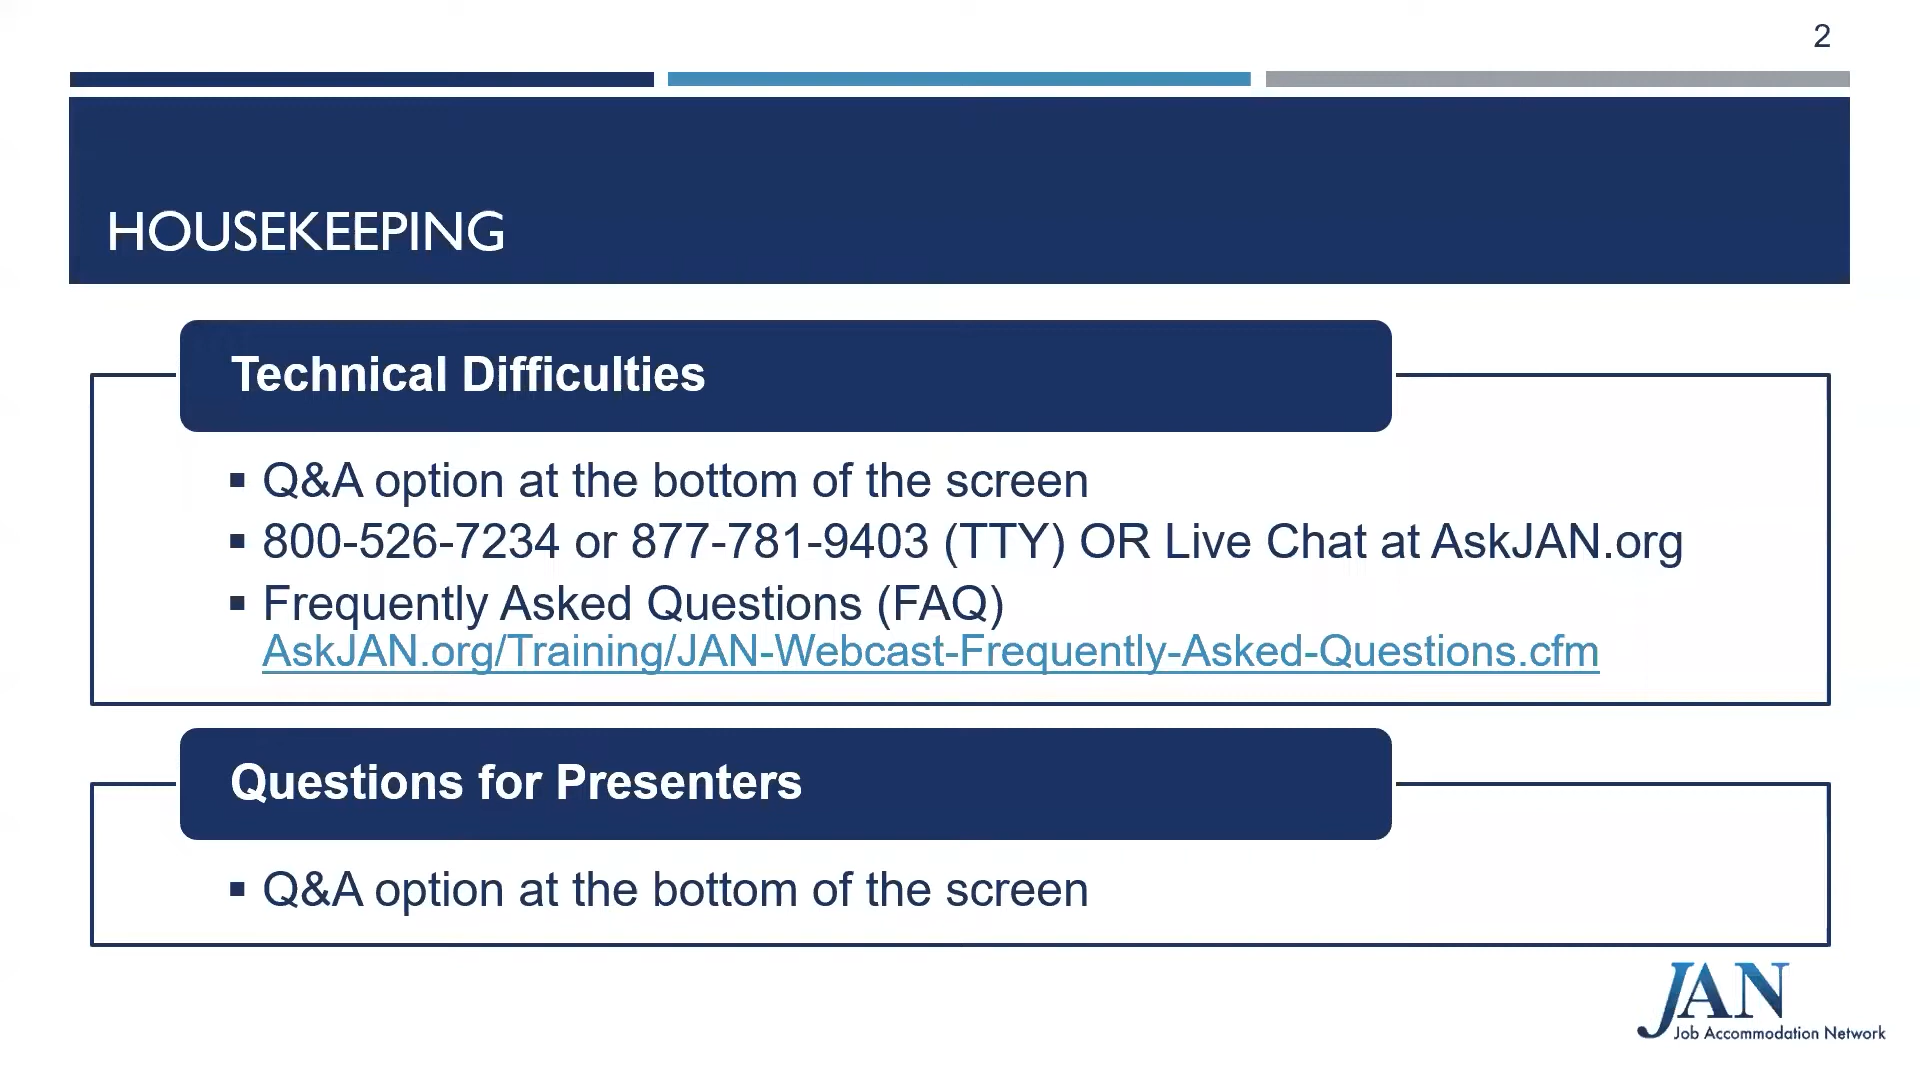 2
HOUSEKEEPING
Technical Difficulties
▪ Q&A option at the bottom of the screen
▪ 800-526-7234 or 877-781-9403 (TTY) OR Live Chat at AskJAN.org
▪ Frequently Asked Questions (FAQ)
AskJAN.org/Training/JAN-Webcast-Frequently-Asked-Questions.cfm
Questions for Presenters
▪ Q&A option at the bottom of the screen
JAN
Job Accommodation Network